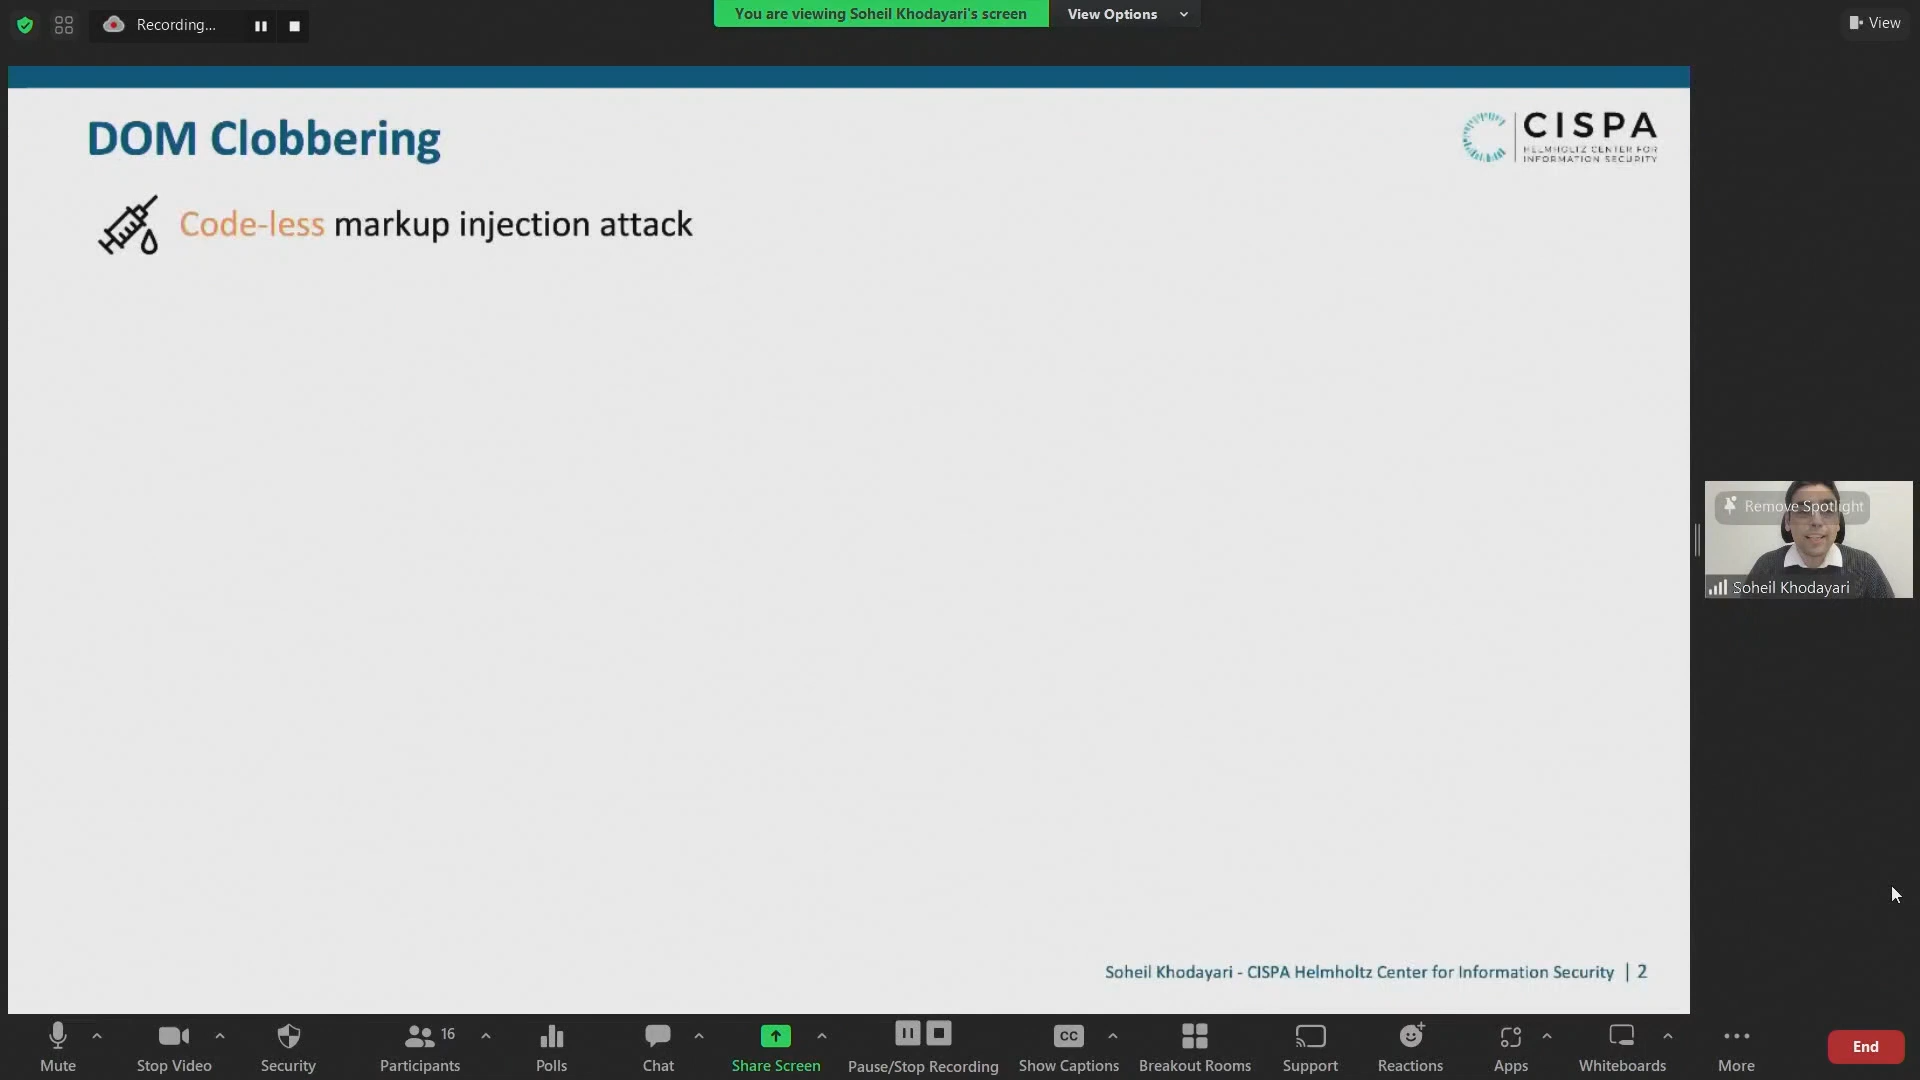 Recording...
You are viewing Soheil Khodayari's screen
View Options
View
DOM Clobbering
CISPA
HELMHOLTZ CENTER FOR
INFORMATION SECURITY
Code-less markup injection attack
Remove Spotlight
Soheil Khodayari
Soheil Khodayari - CISPA Helmholtz Center for Information Security | 2
Mute
Stop Video
Security
16
Participants
Polls
Chat
Share Screen
Pause/Stop Recording
CC
Show Captions
Breakout Rooms
Support
Reactions
Apps
Whiteboards
More
End